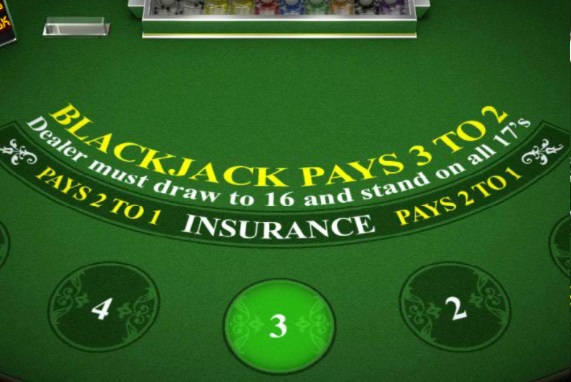 BLACKJACK PAYS 3 TO 2
Dealer must draw to 16 and stand on all 17's
PAYS 2 TO 1 INSURANCE PAYS 2 TO 1
4
3
2